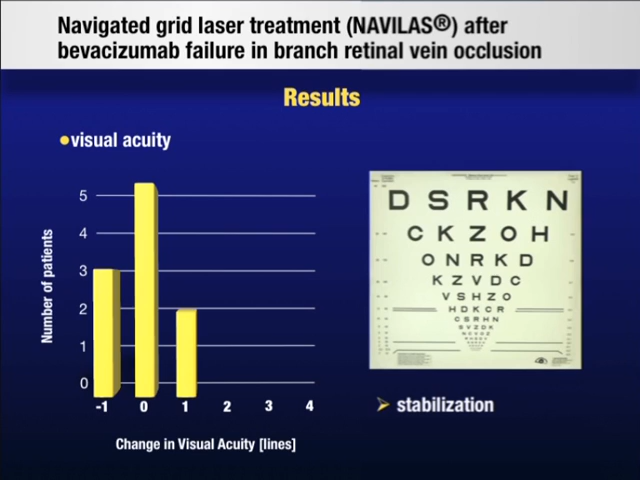 Navigated grid laser treatment (NAVILAS®) after
bevacizumab failure in branch retinal vein occlusion
Results
visual acuity
Number of patients
5
4
3
2
1
0
-1 0 1 2 3 4
Change in Visual Acuity [lines]
D S R K N
C K Z O H
O N R K D
K Z V D C
V S H Z O
H D K C R
C S R H N
S V Z D K
stabilization